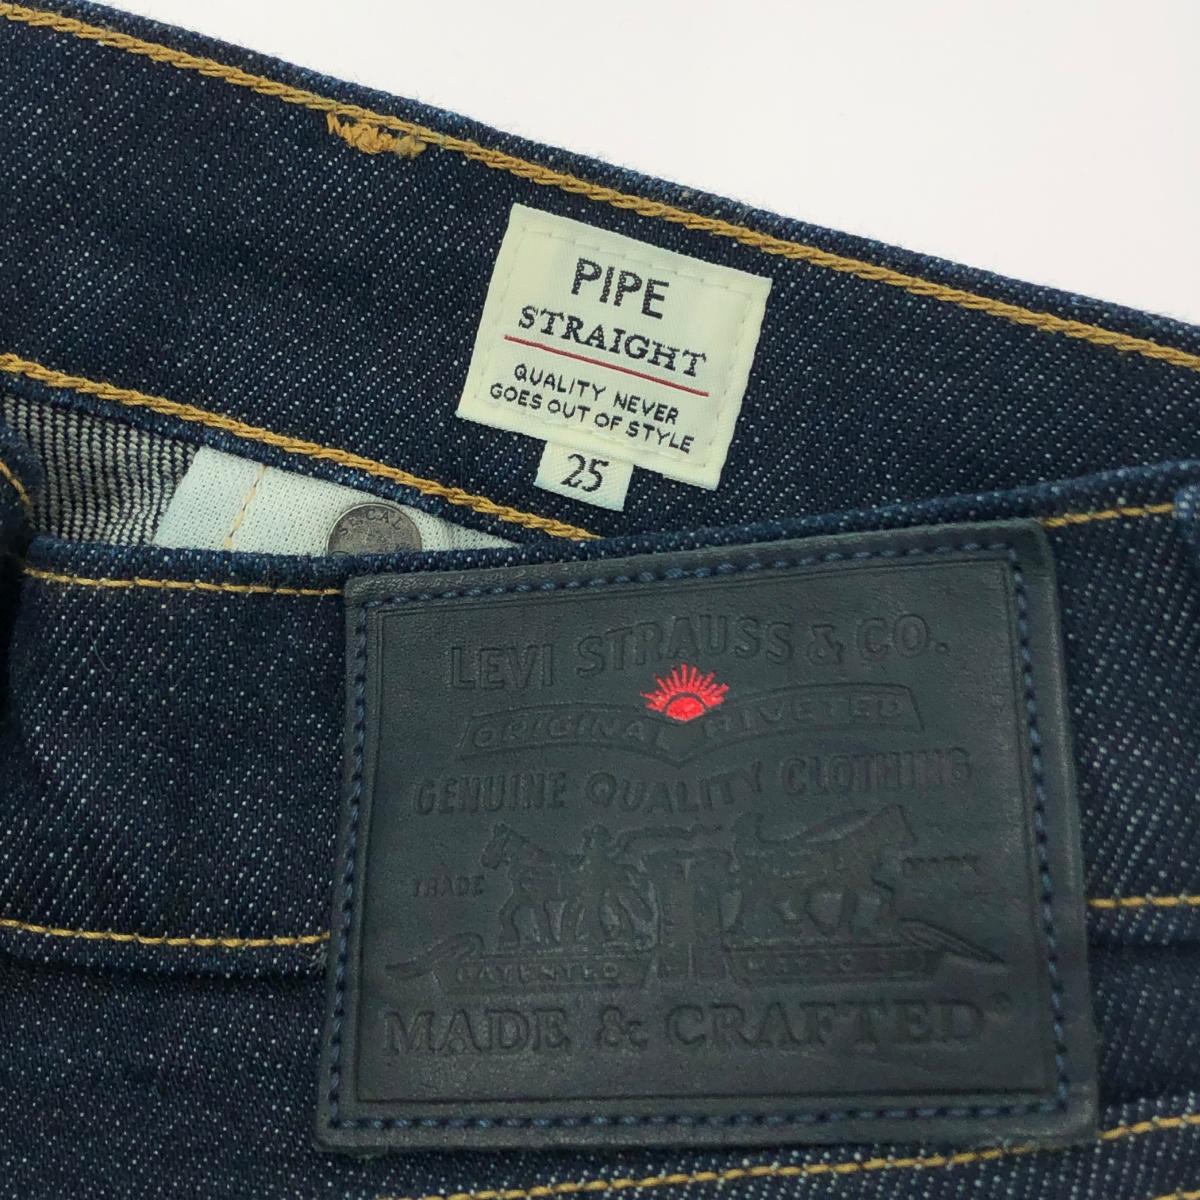 PIPE
STRAIGHT
QUALITY NEVER
GOES OUT OF STYLE
25
LEVI STRAUSS & CO.
ORIGINAL RIVETED
GENUINE QUALITY CLOTHING
TRADE MARK
PATENTED
MADE & CRAFTED®